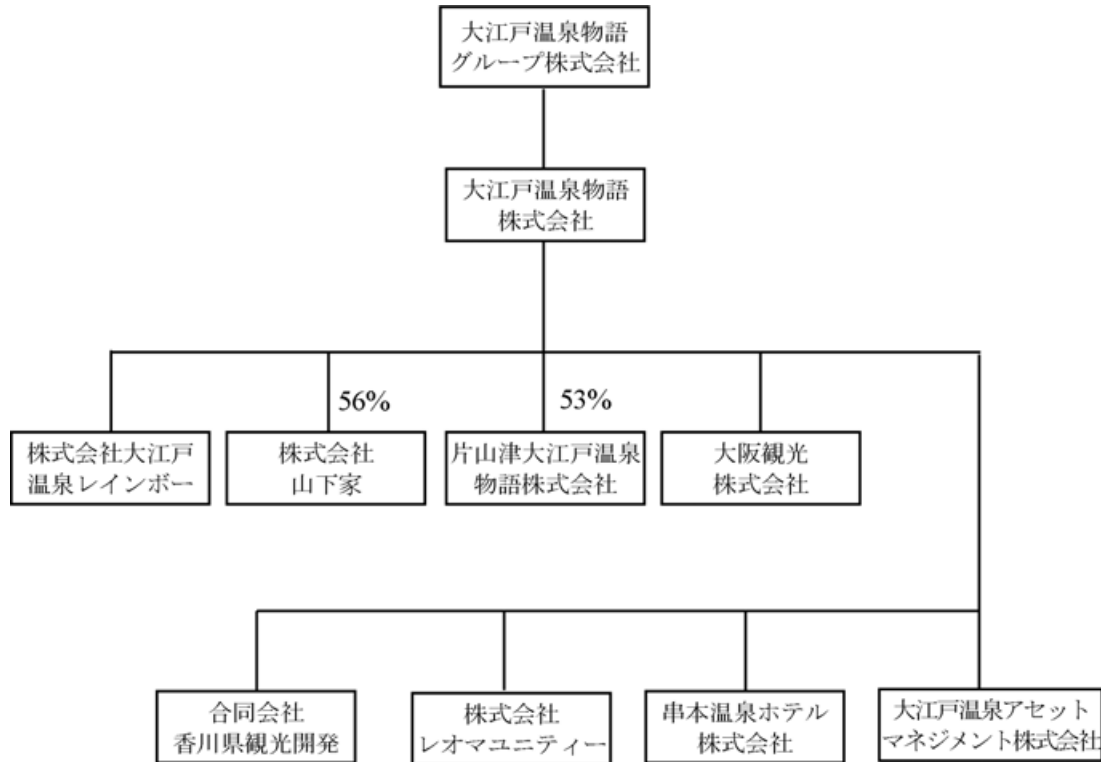 大江戸温泉物語
グループ株式会社
大江戸温泉物語
株式会社
56%
53%
株式会社大江戸
温泉レインボー
株式会社
山下家
片山津大江戸温泉
物語株式会社
大阪観光
株式会社
合同会社
香川県観光開発
株式会社
レオマユニティー
串本温泉ホテル
株式会社
大江戸温泉アセット
マネジメント株式会社